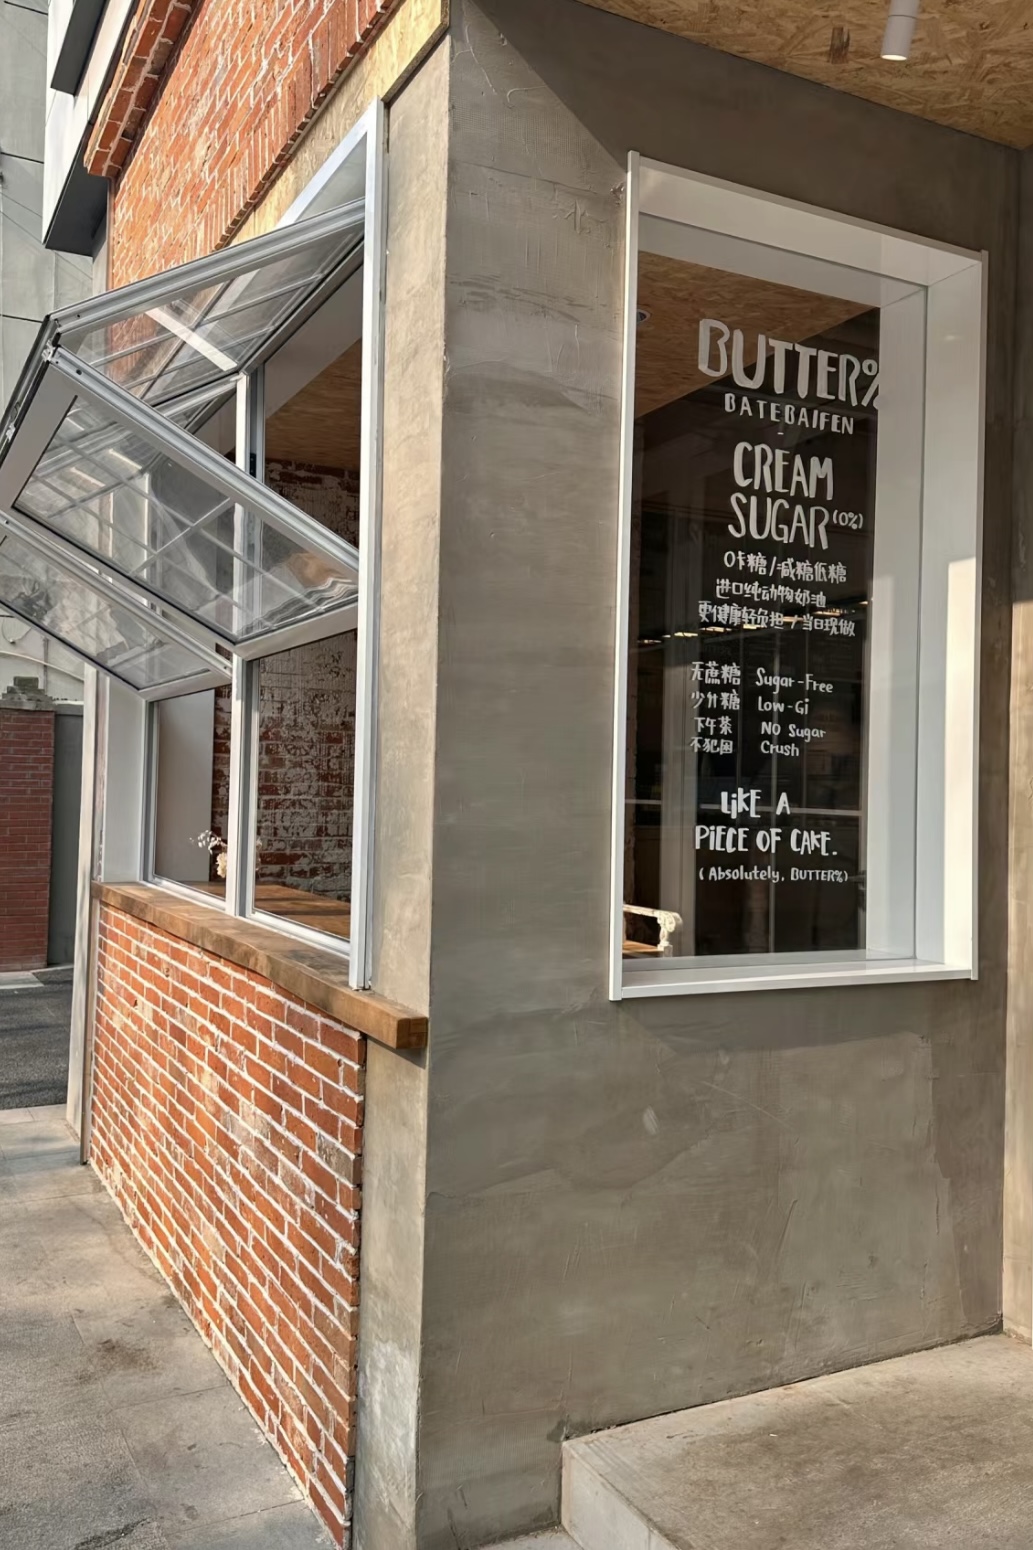 BUTTER%
BATEBAIFEN
-
CREAM
SUGAR (0%)
0卡糖/减糖低糖
进口纯动物奶油
更健康轻负担/当日现做
无蔗糖 Sugar-Free
少升糖 Low-Gi
下午茶 No Sugar
不犯困 Crush
LiKE A
PiECE OF CAKE.
(Absolutely, BUTTER%)